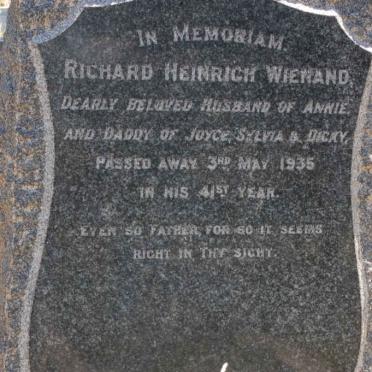 IN MEMORIAM.
RICHARD HEINRICH WIENAND,
DEARLY BELOVED HUSBAND OF ANNIE,
AND DADDY OF JOYCE, SYLVIA & DICKY,
PASSED AWAY 3RD MAY 1935
IN HIS 41ST YEAR.
EVEN SO FATHER, FOR SO IT SEEMS
RIGHT IN THY SIGHT.